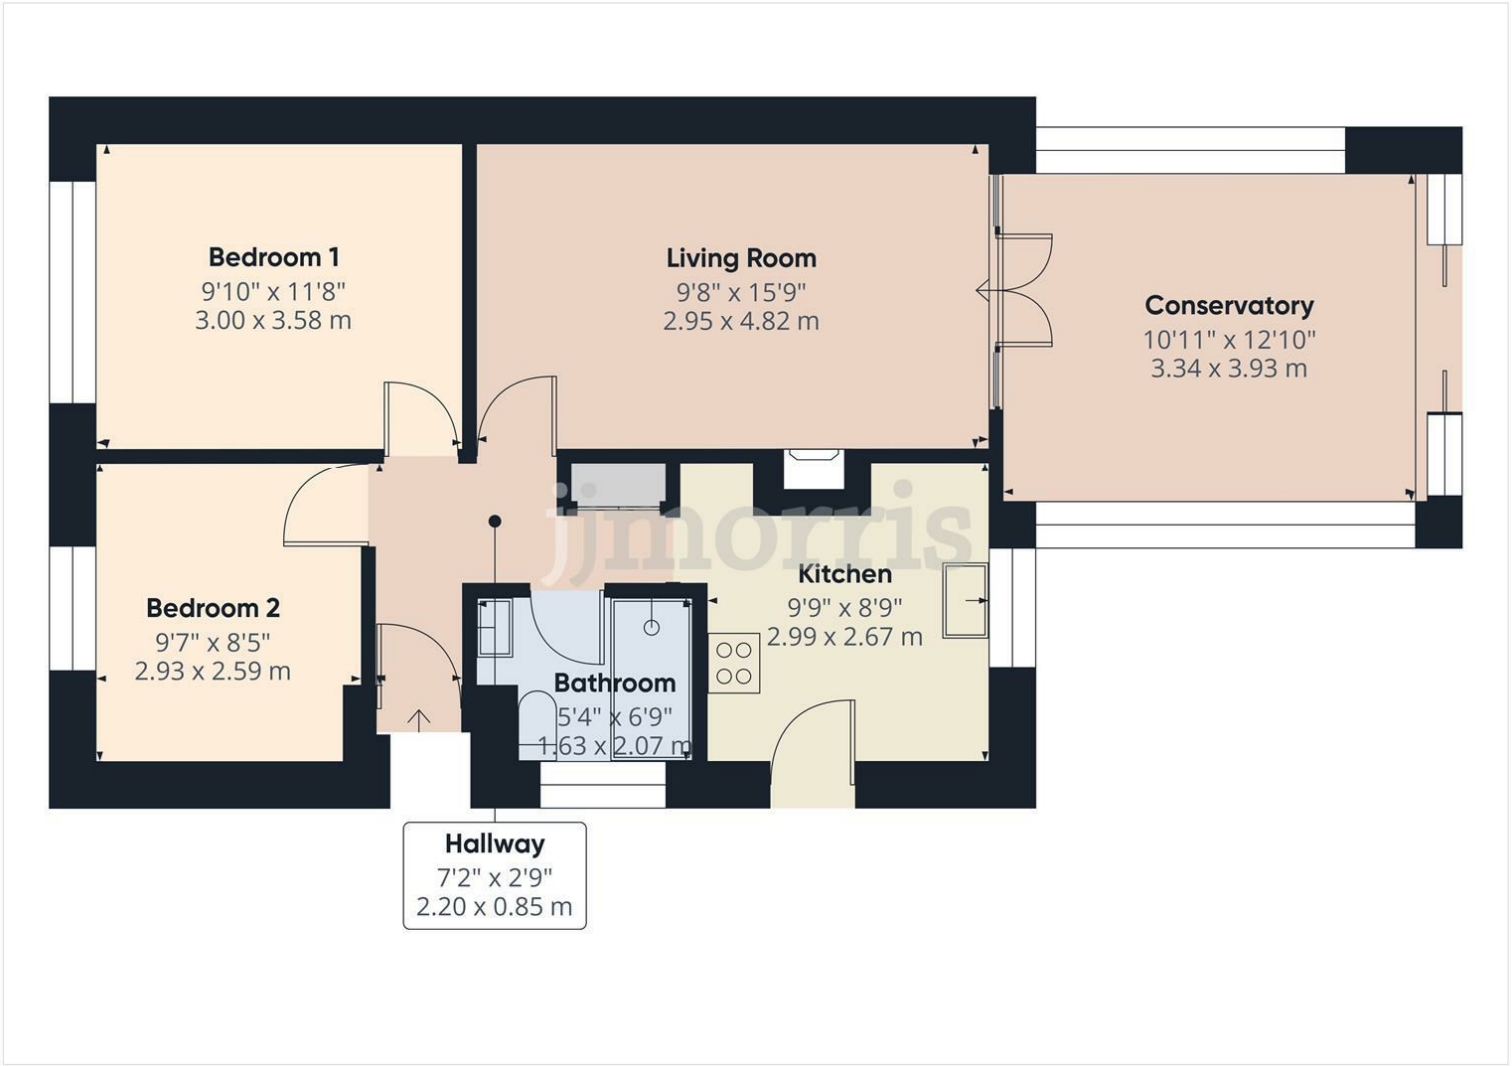 Bedroom 1
9'10" x 11'8"
3.00 x 3.58 m
Living Room
9'8" x 15'9"
2.95 x 4.82 m
Conservatory
10'11" x 12'10"
3.34 x 3.93 m
jjmorris
Kitchen
9'9" x 8'9"
2.99 x 2.67 m
Bedroom 2
9'7" x 8'5"
2.93 x 2.59 m
Bathroom
5'4" x 6'9"
1.63 x 2.07 m
Hallway
7'2" x 2'9"
2.20 x 0.85 m